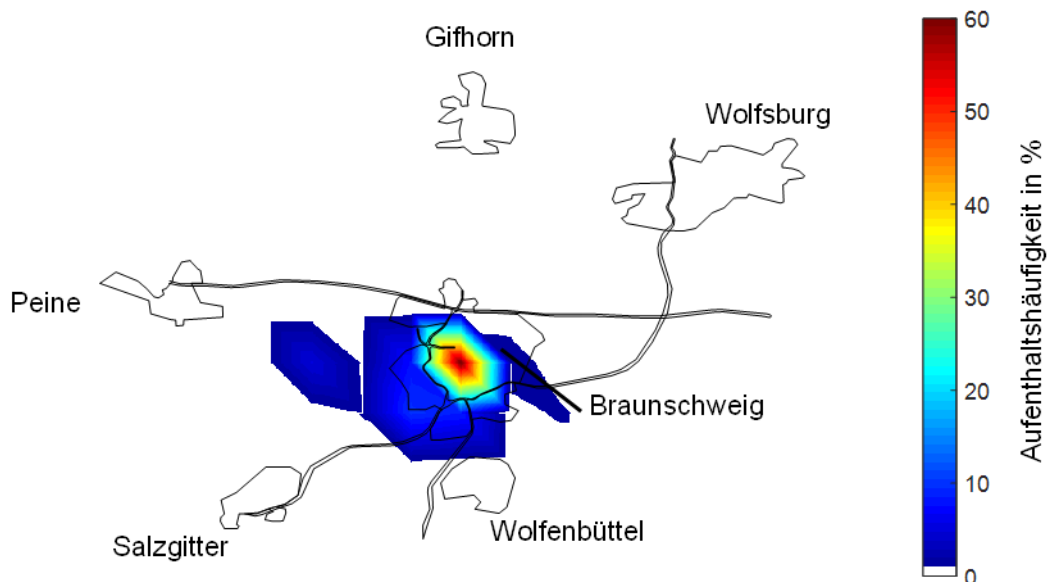 Gifhorn
Wolfsburg
Peine
Braunschweig
Salzgitter
Wolfenbüttel
60
50
40
30
20
10
0
Aufenthaltshäufigkeit in %